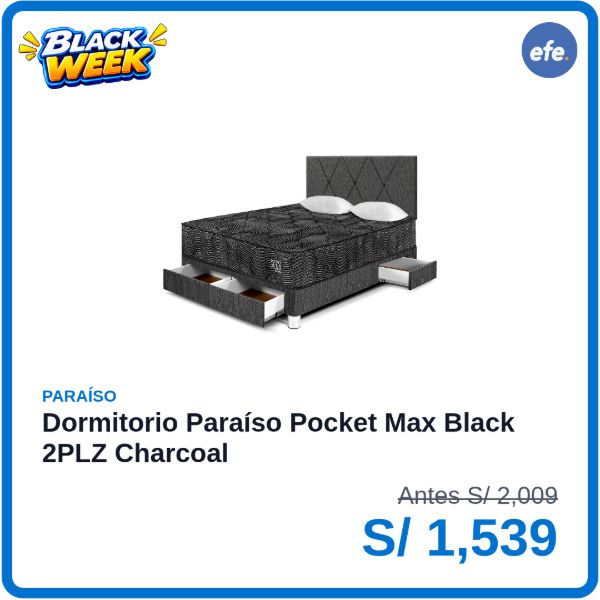 BLACK
WEEK
efe.
PARAÍSO
Dormitorio Paraíso Pocket Max Black
2PLZ Charcoal
Antes S/ 2,009
S/ 1,539